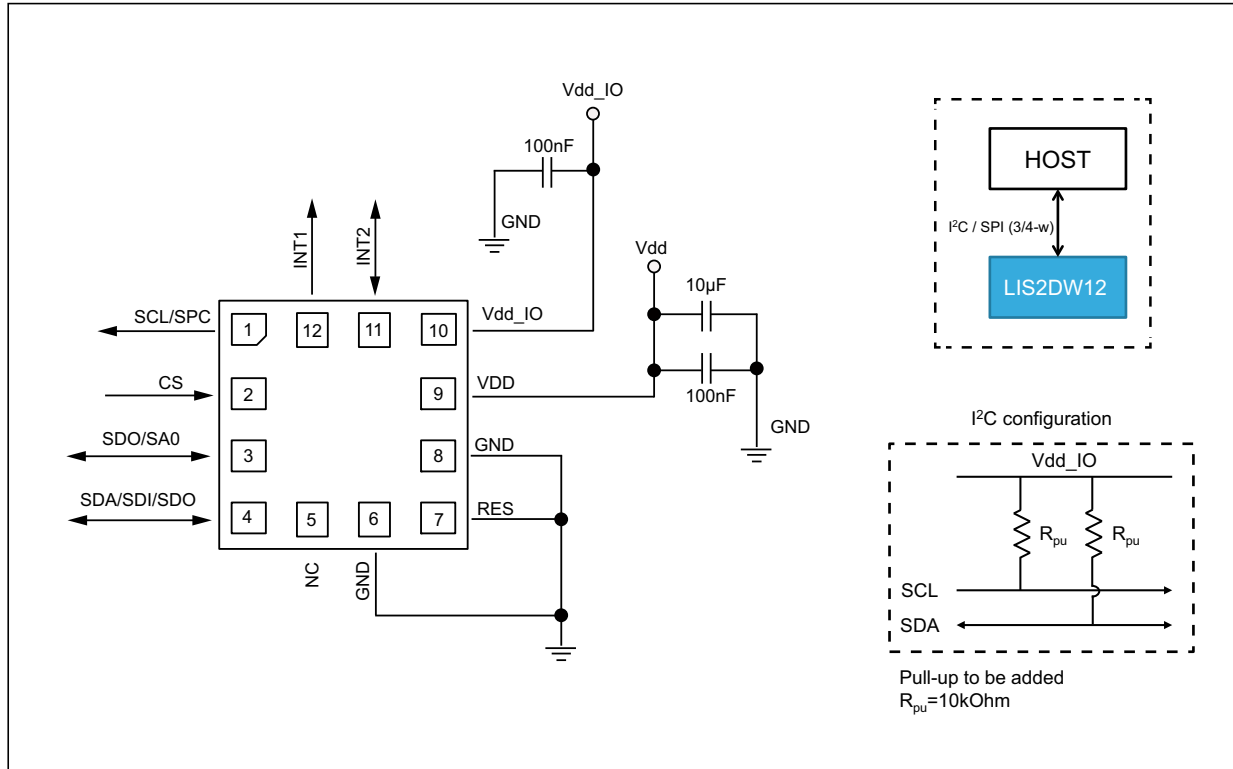 Vdd_IO
100nF
GND
INT1
INT2
Vdd
10µF
100nF
GND
SCL/SPC
CS
SDO/SA0
SDA/SDI/SDO
1
12
11
10
2
9
3
8
4
5
6
7
Vdd_IO
VDD
GND
RES
NC
GND
HOST
I²C / SPI (3/4-w)
LIS2DW12
I²C configuration
Vdd_IO
Rpu
Rpu
SCL
SDA
Pull-up to be added
Rpu=10kOhm